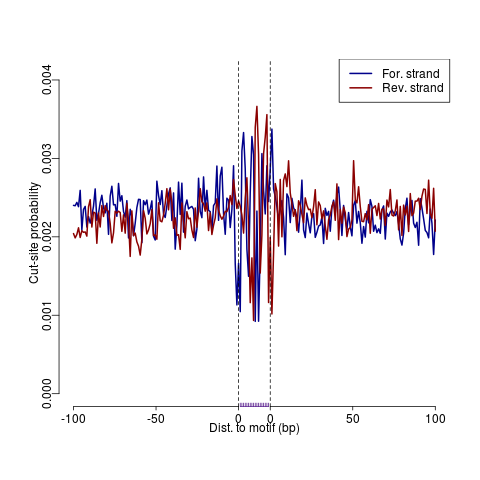 For. strand
Rev. strand
0.004
0.003
0.002
0.001
0.000
Cut-site probability
-100 -50 0 0 50 100
Dist. to motif (bp)